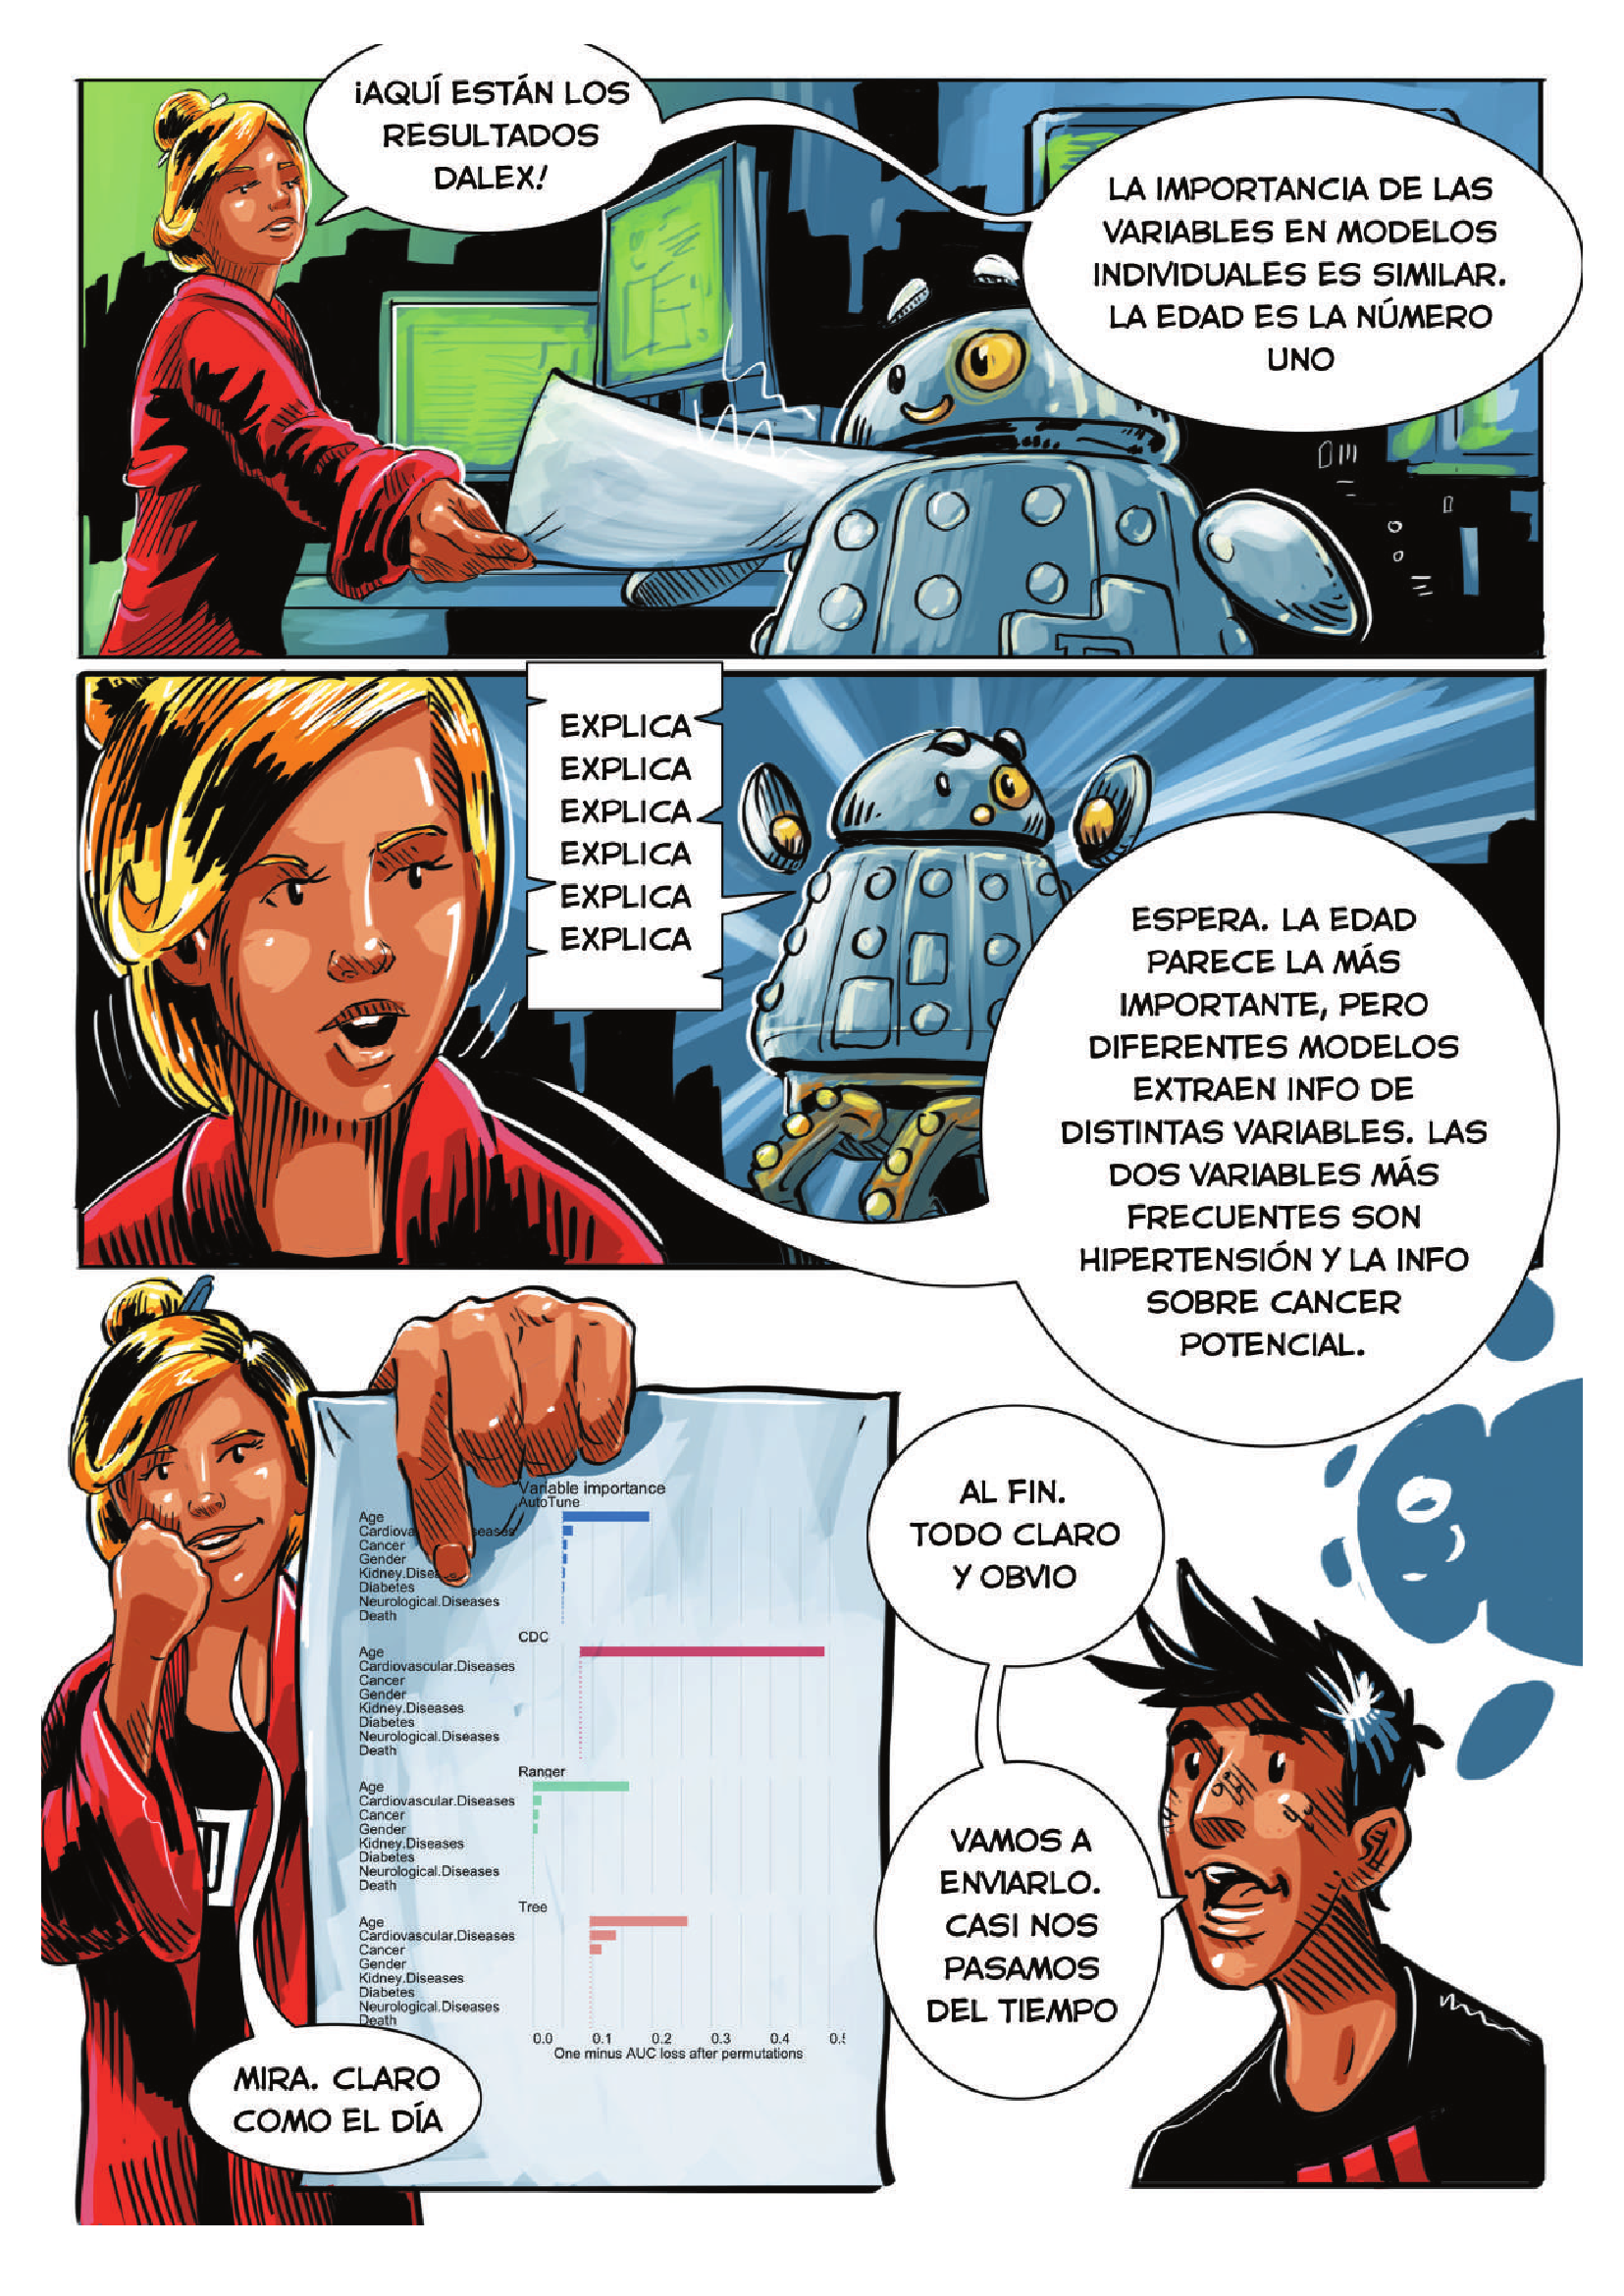 ¡AQUÍ ESTÁN LOS
RESULTADOS
DALEX!
LA IMPORTANCIA DE LAS
VARIABLES EN MODELOS
INDIVIDUALES ES SIMILAR.
LA EDAD ES LA NÚMERO
UNO
EXPLICA
EXPLICA
EXPLICA
EXPLICA
EXPLICA
EXPLICA
ESPERA. LA EDAD
PARECE LA MÁS
IMPORTANTE, PERO
DIFERENTES MODELOS
EXTRAEN INFO DE
DISTINTAS VARIABLES. LAS
DOS VARIABLES MÁS
FRECUENTES SON
HIPERTENSIÓN Y LA INFO
SOBRE CANCER
POTENCIAL.
Variable importance
AutoTune
Age
Cardiova eases
Cancer
Gender
Kidney.Dise
Diabetes
Neurological.Diseases
Death
CDC
Age
Cardiovascular.Diseases
Cancer
Gender
Kidney.Diseases
Diabetes
Neurological.Diseases
Death
Ranger
Age
Cardiovascular.Diseases
Cancer
Gender
Kidney.Diseases
Diabetes
Neurological.Diseases
Death
Tree
Age
Cardiovascular.Diseases
Cancer
Gender
Kidney.Diseases
Diabetes
Neurological.Diseases
Death
0.0 0.1 0.2 0.3 0.4 0.5
One minus AUC loss after permutations
MIRA. CLARO
COMO EL DÍA
AL FIN.
TODO CLARO
Y OBVIO
VAMOS A
ENVIARLO.
CASI NOS
PASAMOS
DEL TIEMPO